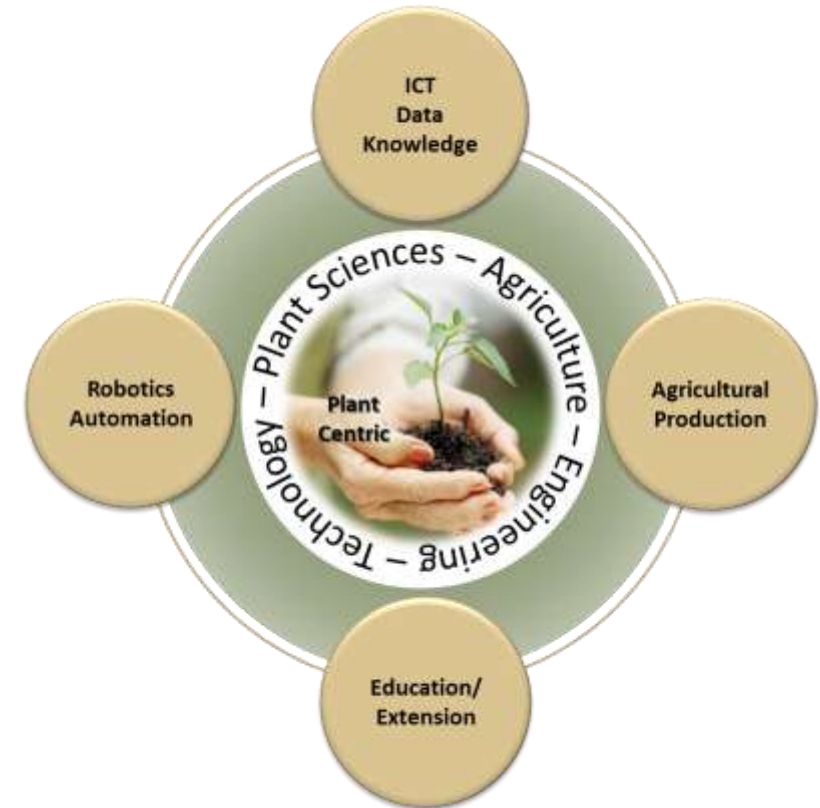 ICT
Data
Knowledge
Plant Sciences – Agriculture – Engineering – Technology –
Robotics
Automation
Plant
Centric
Agricultural
Production
Education/
Extension